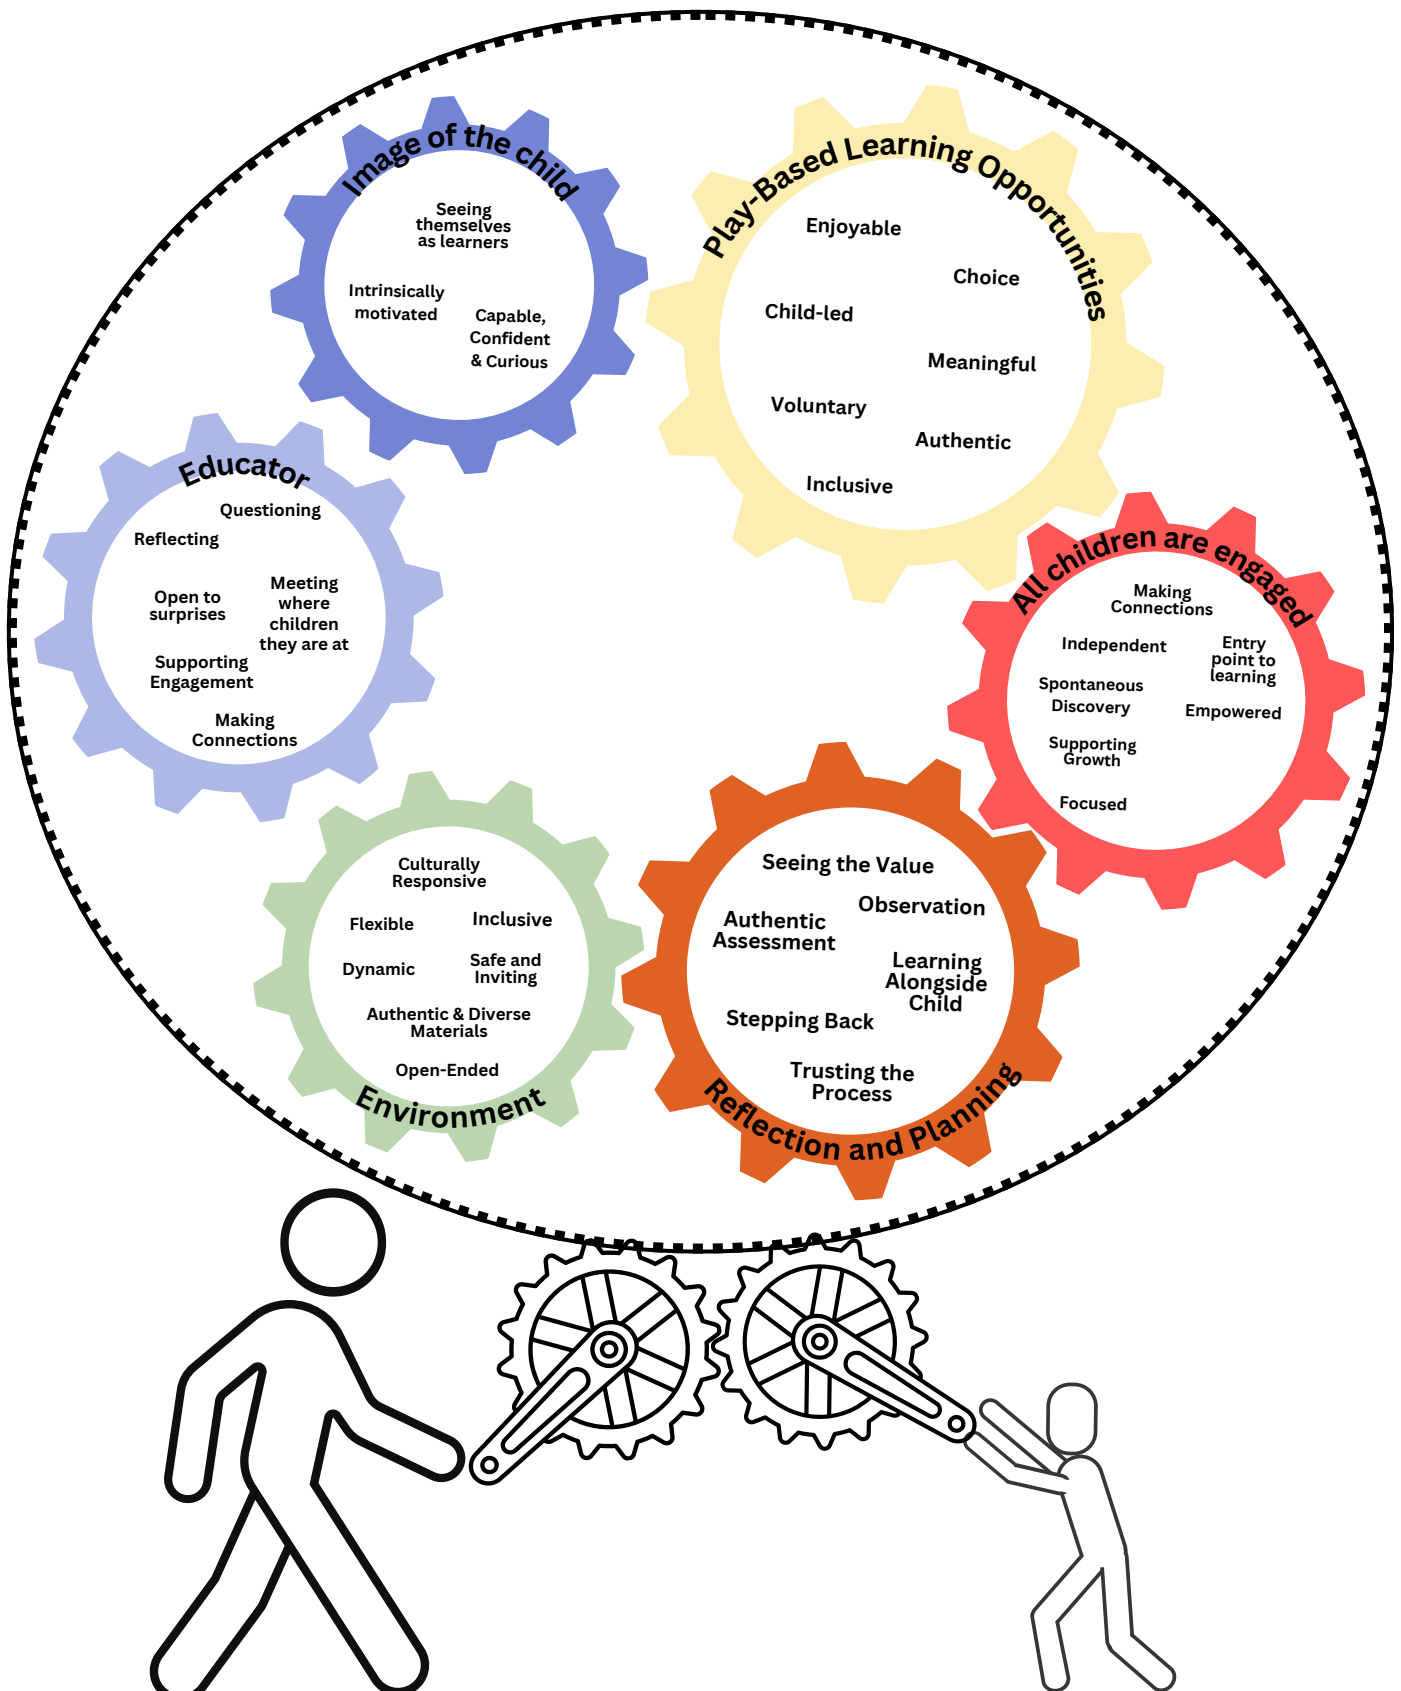 Image of the child
Seeing
themselves
as learners
Intrinsically
motivated
Capable,
Confident
& Curious
Play-Based Learning Opportunities
Enjoyable
Choice
Child-led
Meaningful
Voluntary
Authentic
Inclusive
Educator
Questioning
Reflecting
Meeting
where
children
they are at
Open to
surprises
Supporting
Engagement
Making
Connections
All children are engaged
Making
Connections
Independent
Entry
point to
learning
Spontaneous
Discovery
Empowered
Supporting
Growth
Focused
Culturally
Responsive
Flexible
Inclusive
Dynamic
Safe and
Inviting
Authentic & Diverse
Materials
Open-Ended
Environment
Seeing the Value
Observation
Authentic
Assessment
Learning
Alongside
Child
Stepping Back
Trusting the
Process
Reflection and Planning